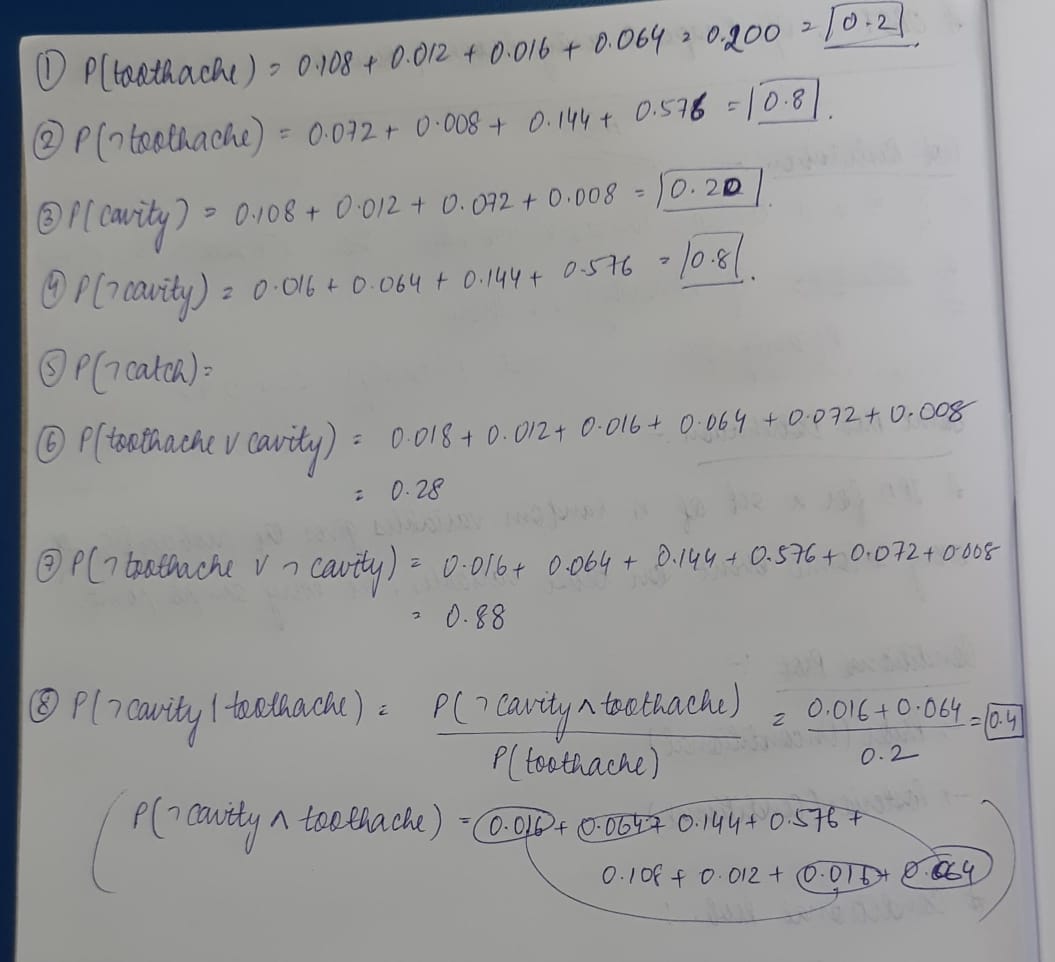 ① P(toothache) = 0.108 + 0.012 + 0.016 + 0.064 = 0.200 = 0.2
② P(¬toothache) = 0.072 + 0.008 + 0.144 + 0.576 = 0.8.
③ P(cavity) = 0.108 + 0.012 + 0.072 + 0.008 = 0.20.
④ P(¬cavity) = 0.016 + 0.064 + 0.144 + 0.576 = 0.8.
⑤ P(¬catch) =
⑥ P(toothache ∨ cavity) = 0.018 + 0.012 + 0.016 + 0.064 + 0.072 + 0.008
= 0.28
⑦ P(¬toothache ∨ ¬cavity) = 0.016 + 0.064 + 0.144 + 0.576 + 0.072 + 0.008
= 0.88
⑧ P(¬cavity | toothache) = P(¬cavity ∧ toothache) / P(toothache) = 0.016 + 0.064 / 0.2 = 0.4
(P(¬cavity ∧ toothache) = 0.016 + 0.064 + 0.144 + 0.576 +
0.108 + 0.012 + 0.016 + 0.064)